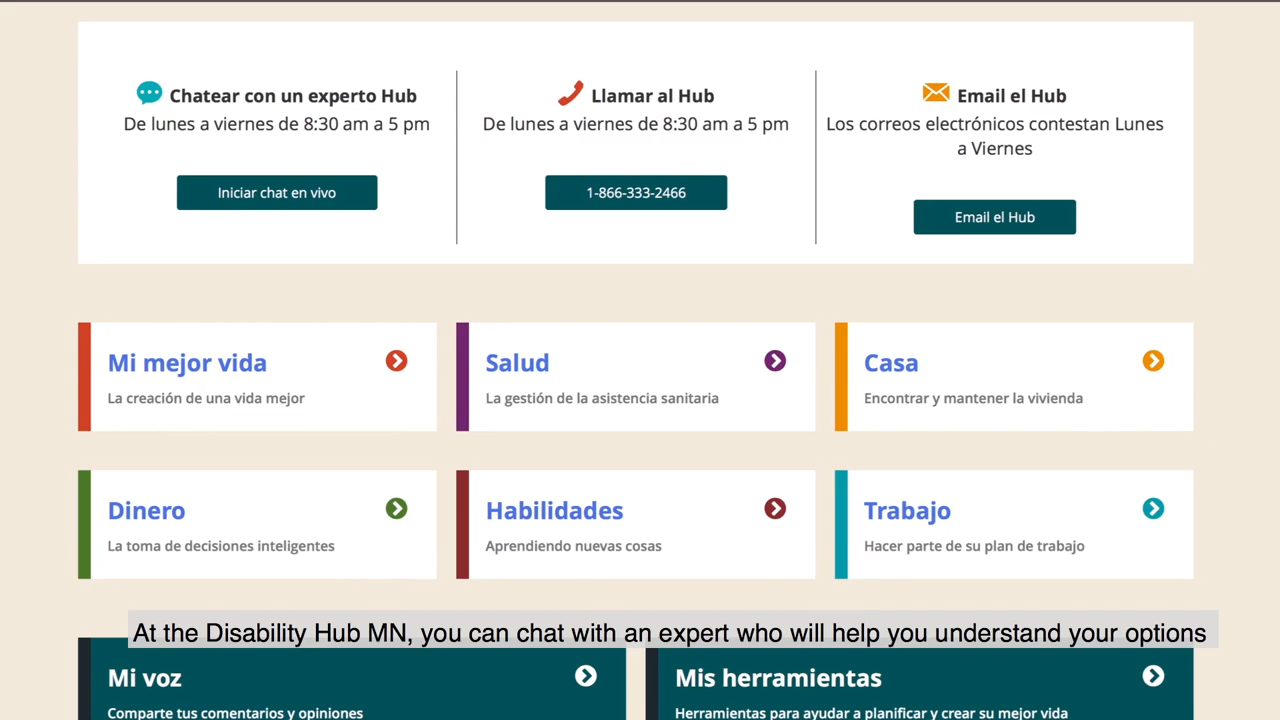 Chatear con un experto Hub
De lunes a viernes de 8:30 am a 5 pm
Iniciar chat en vivo
Llamar al Hub
De lunes a viernes de 8:30 am a 5 pm
1-866-333-2466
Email el Hub
Los correos electrónicos contestan Lunes
a Viernes
Email el Hub
Mi mejor vida
La creación de una vida mejor
Salud
La gestión de la asistencia sanitaria
Casa
Encontrar y mantener la vivienda
Dinero
La toma de decisiones inteligentes
Habilidades
Aprendiendo nuevas cosas
Trabajo
Hacer parte de su plan de trabajo
At the Disability Hub MN, you can chat with an expert who will help you understand your options
Mi voz
Comparte tus comentarios y opiniones
Mis herramientas
Herramientas para ayudar a planificar y crear su mejor vida